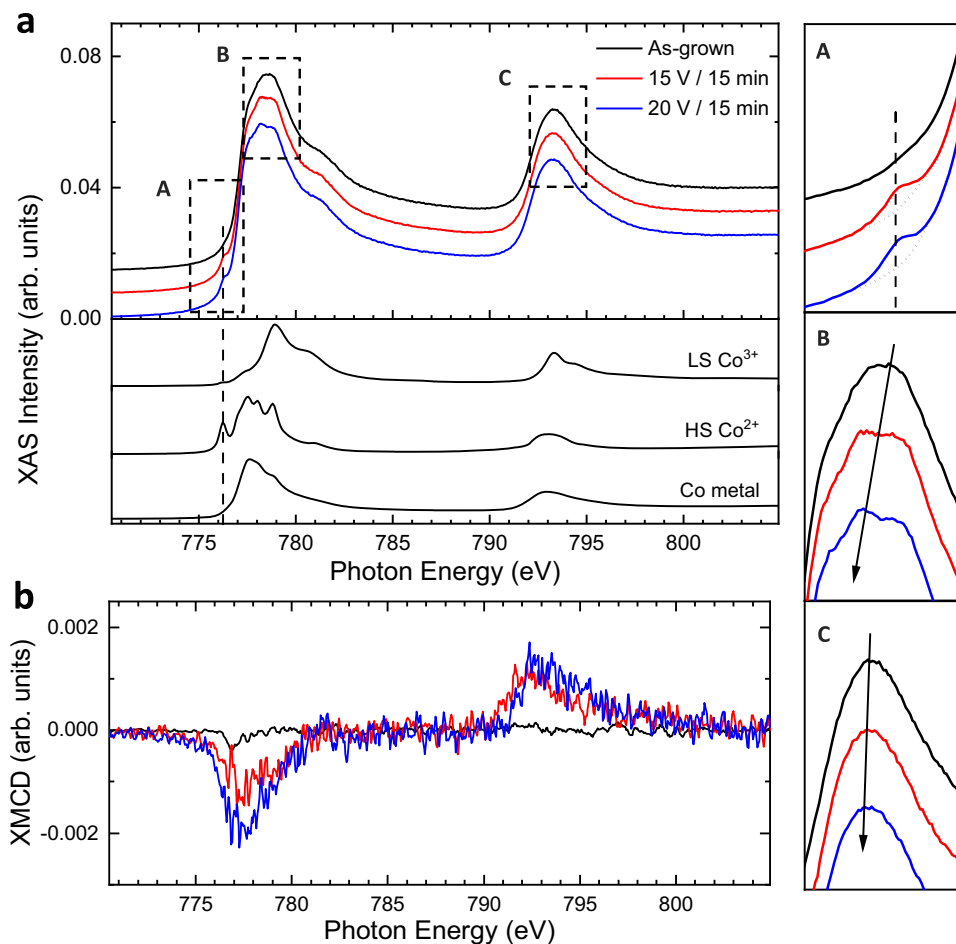 a
0.08
0.04
0.00
XAS Intensity (arb. units)
A
B
C
As-grown
15 V / 15 min
20 V / 15 min
LS Co³⁺
HS Co²⁺
Co metal
775 780 785 790 795 800
Photon Energy (eV)
A
B
C
b
0.002
0.000
-0.002
XMCD (arb. units)
775 780 785 790 795 800
Photon Energy (eV)